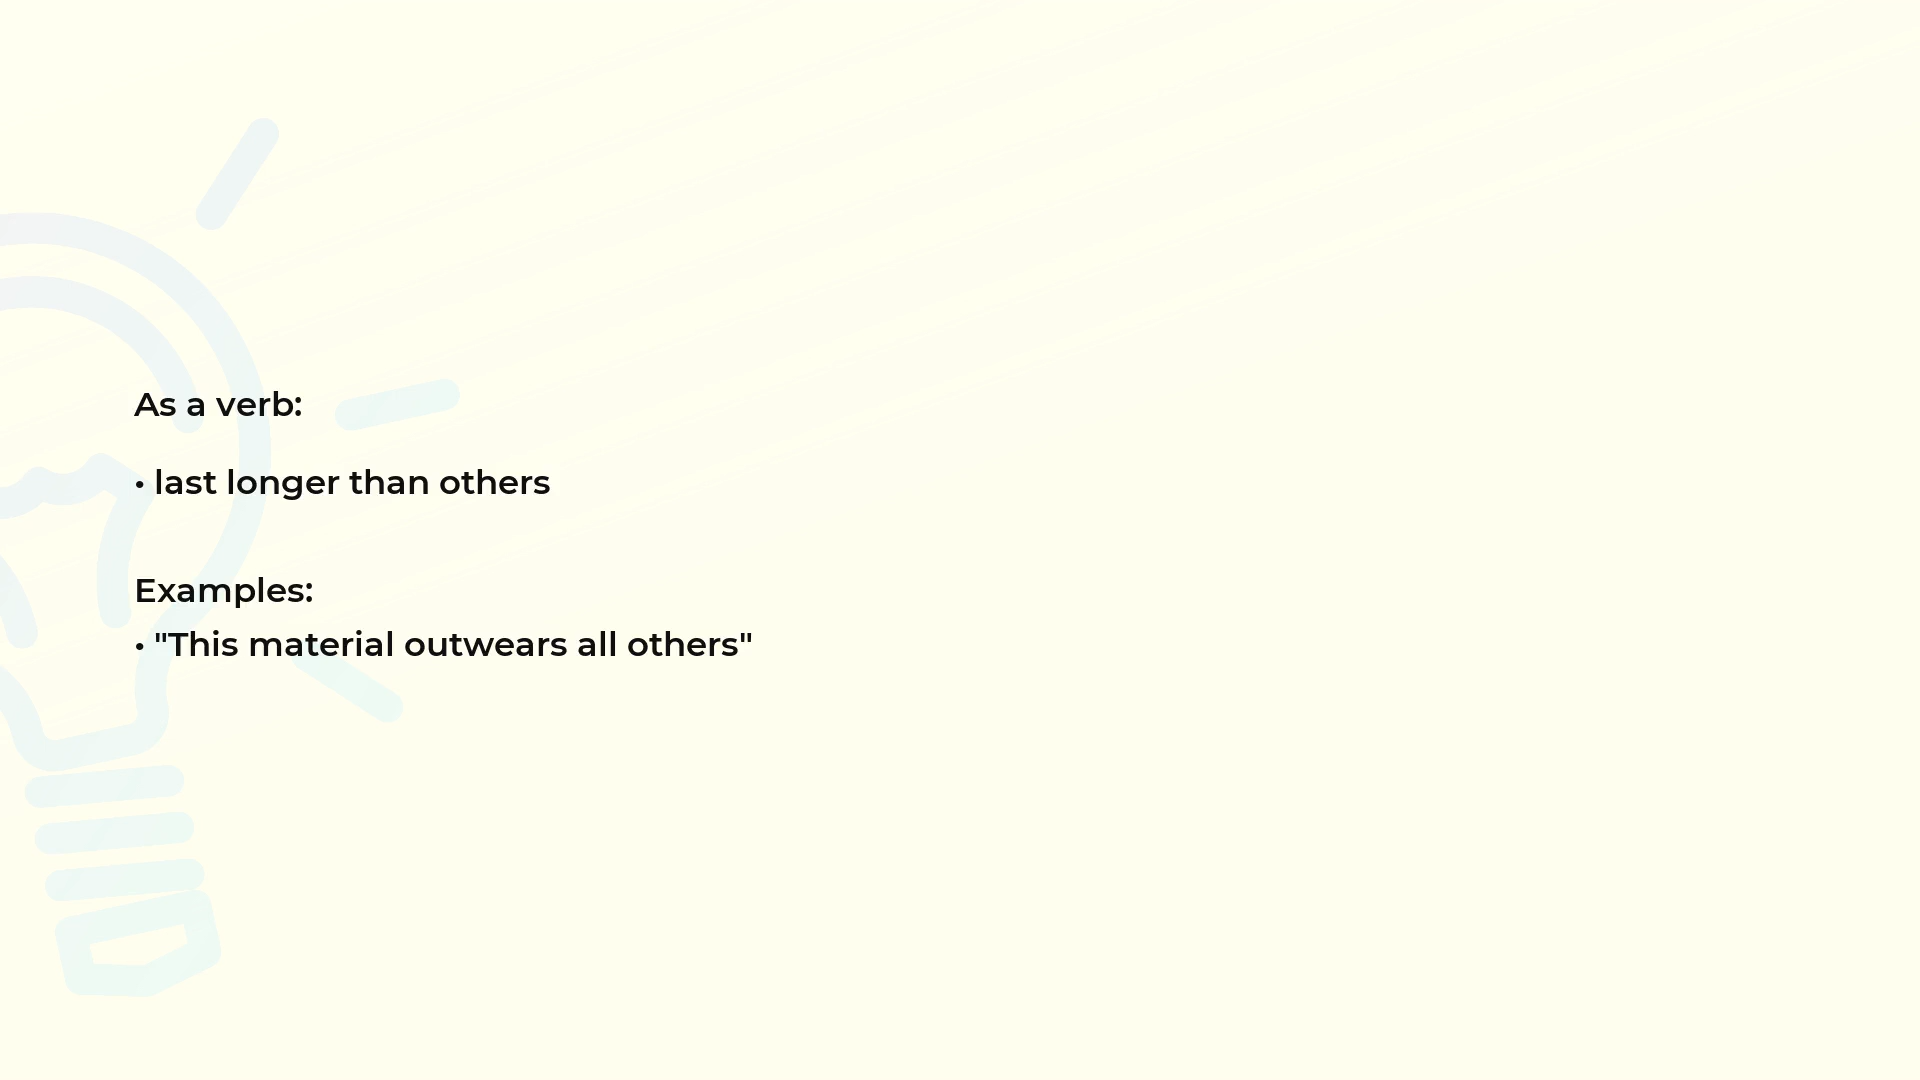 As a verb:
• last longer than others
Examples:
• "This material outwears all others"